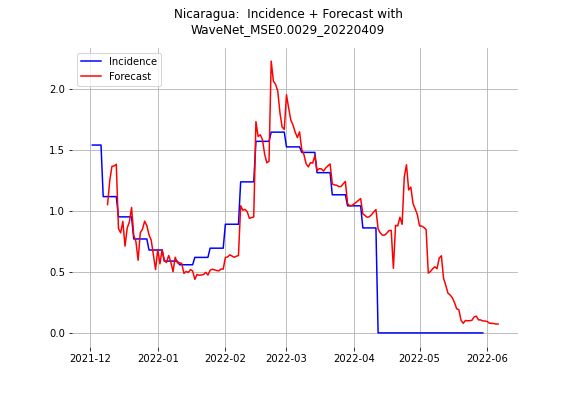 Nicaragua:  Incidence + Forecast with
WaveNet_MSE0.0029_20220409
Incidence
Forecast
2.0
1.5
1.0
0.5
0.0
2021-12 2022-01 2022-02 2022-03 2022-04 2022-05 2022-06